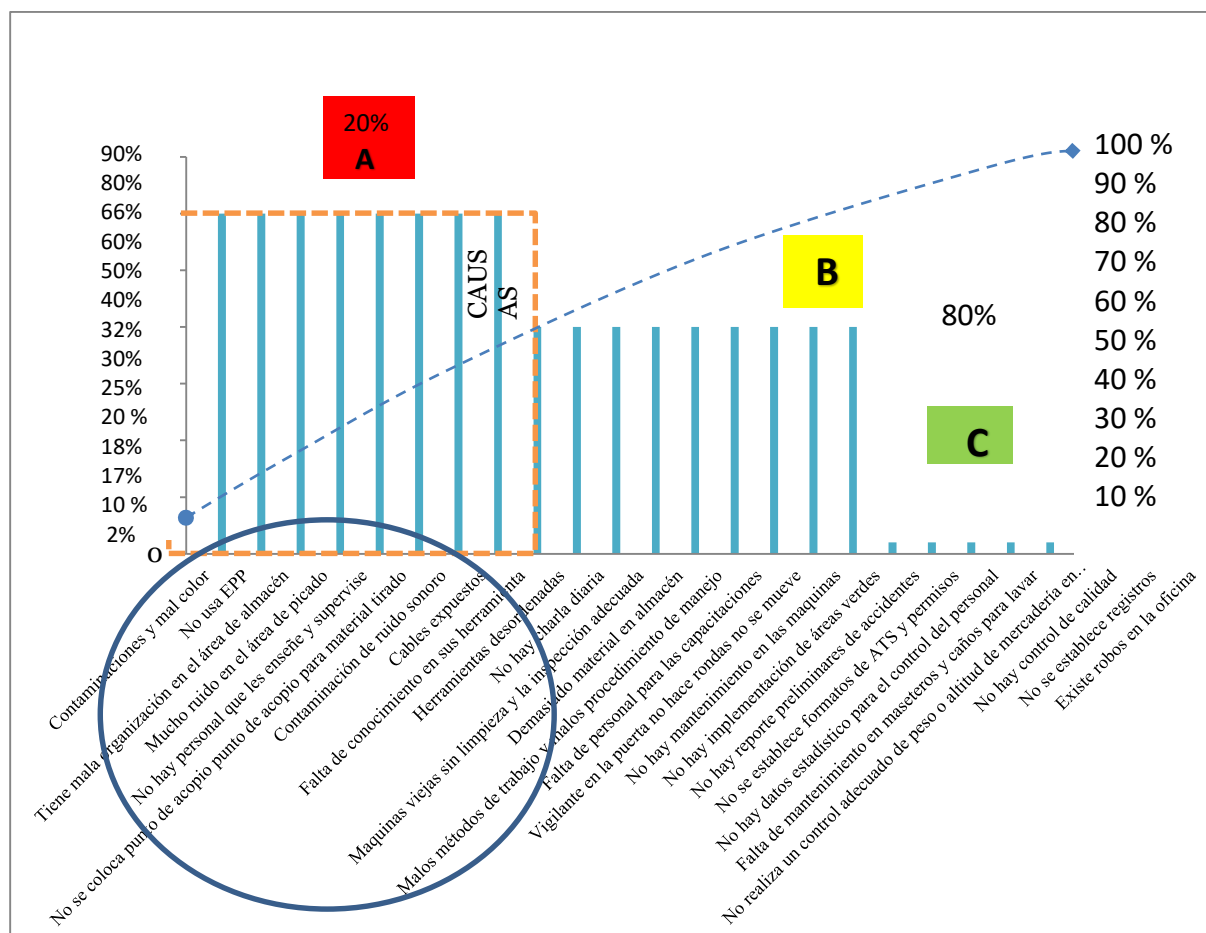 20%
A
90%
80%
66%
60%
50%
40%
32%
30%
25%
20 %
18%
17%
10 %
2%
0
CAUS
AS
B
80%
C
100 %
90 %
80 %
70 %
60 %
50 %
40 %
30 %
20 %
10 %
Contaminaciones y mal color
No usa EPP
Tiene mala organización en el área de almacén
Mucho ruido en el área de picado
No hay personal que les enseñe y supervise
No se coloca punto de acopio punto de acopio para material tirado
Contaminación de ruido sonoro
Cables expuestos
Falta de conocimiento en sus herramienta
Herramientas desordenadas
No hay charla diaria
Maquinas viejas sin limpieza y la inspección adecuada
Demasiado material en almacén
Malos métodos de trabajo y malos procedimiento de manejo
Falta de personal para las capacitaciones
Vigilante en la puerta no hace rondas no se mueve
No hay mantenimiento en las maquinas
No hay implementación de áreas verdes
No hay reporte preliminares de accidentes
No se establece formatos de ATS y permisos
No hay datos estadístico para el control del personal
Falta de mantenimiento en maseteros y caños para lavar
No realiza un control adecuado de peso o altitud de mercadería en…
No hay control de calidad
No se establece registros
Existe robos en la oficina